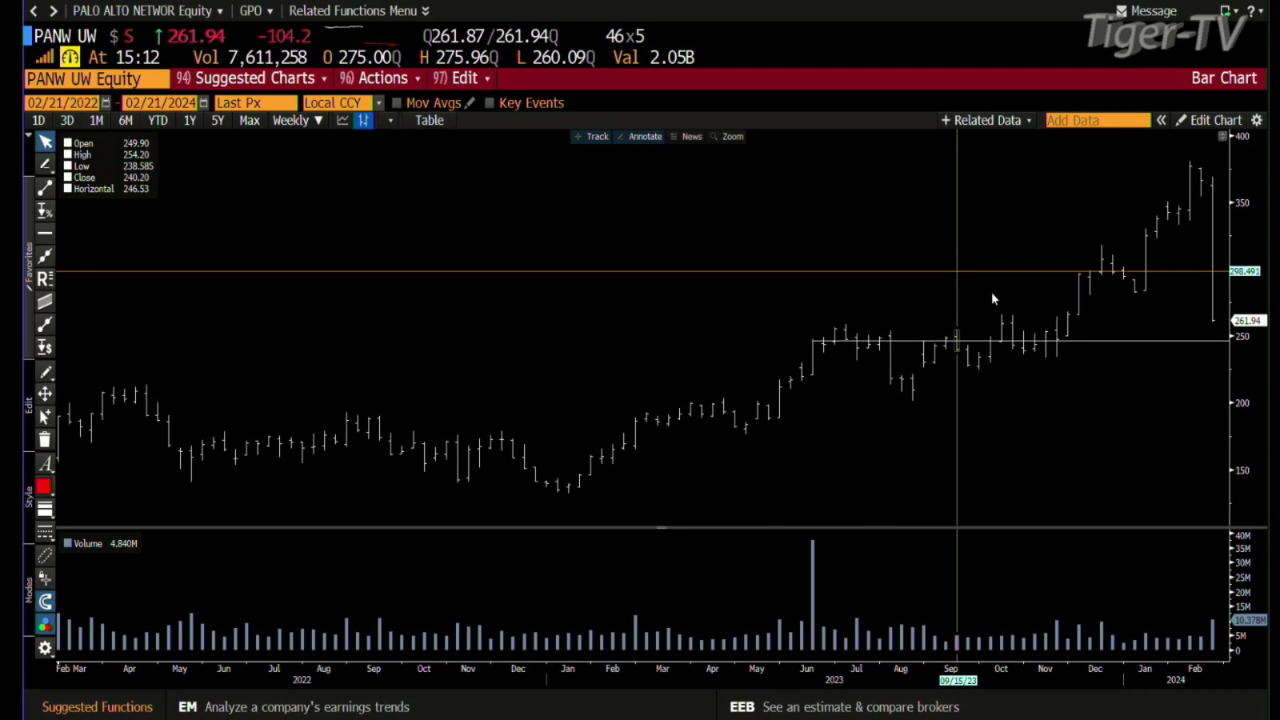 PALO ALTO NETWOR Equity ▾ GPO ▾ Related Functions Menu
Message
? ▾
Tiger-TV
PANW UW $ S ↑261.94 -104.2 Q261.87/261.94Q 46x5
At 15:12 Vol 7,611,258 O 275.00Q H 275.96Q L 260.09Q Val 2.05B
PANW UW Equity 94) Suggested Charts ▾ 96) Actions ▾ 97) Edit ▾ Bar Chart
02/21/2022 - 02/21/2024 Last Px Local CCY Mov Avgs Key Events
1D 3D 1M 6M YTD 1Y 5Y Max Weekly ▼ Table + Related Data ▾ Add Data « Edit Chart
Track Annotate News Zoom
Open 249.90
High 254.20
Low 238.585
Close 240.20
Horizontal 246.53
400
350
298.491
261.94
250
200
150
Favorites
Edit
Style
Modes
Volume 4.840M
40M
35M
30M
25M
20M
15M
10.378M
5M
0
Feb Mar Apr May Jun Jul Aug Sep Oct Nov Dec Jan Feb Mar Apr May Jun Jul Aug Sep Oct Nov Dec Jan Feb
2022 2023 09/15/23 2024
Suggested Functions EM Analyze a company's earnings trends EEB See an estimate & compare brokers